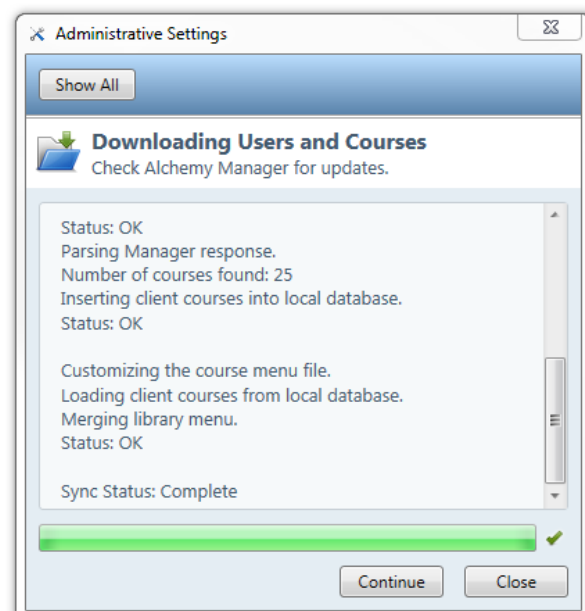 Administrative Settings
Show All
Downloading Users and Courses
Check Alchemy Manager for updates.
Status: OK
Parsing Manager response.
Number of courses found: 25
Inserting client courses into local database.
Status: OK
Customizing the course menu file.
Loading client courses from local database.
Merging library menu.
Status: OK
Sync Status: Complete
Continue
Close